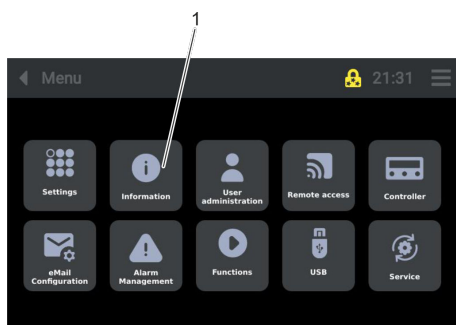 1
Menu
21:31
Settings
Information
User
administration
Remote access
Controller
eMail
Configuration
Alarm
Management
Functions
USB
Service